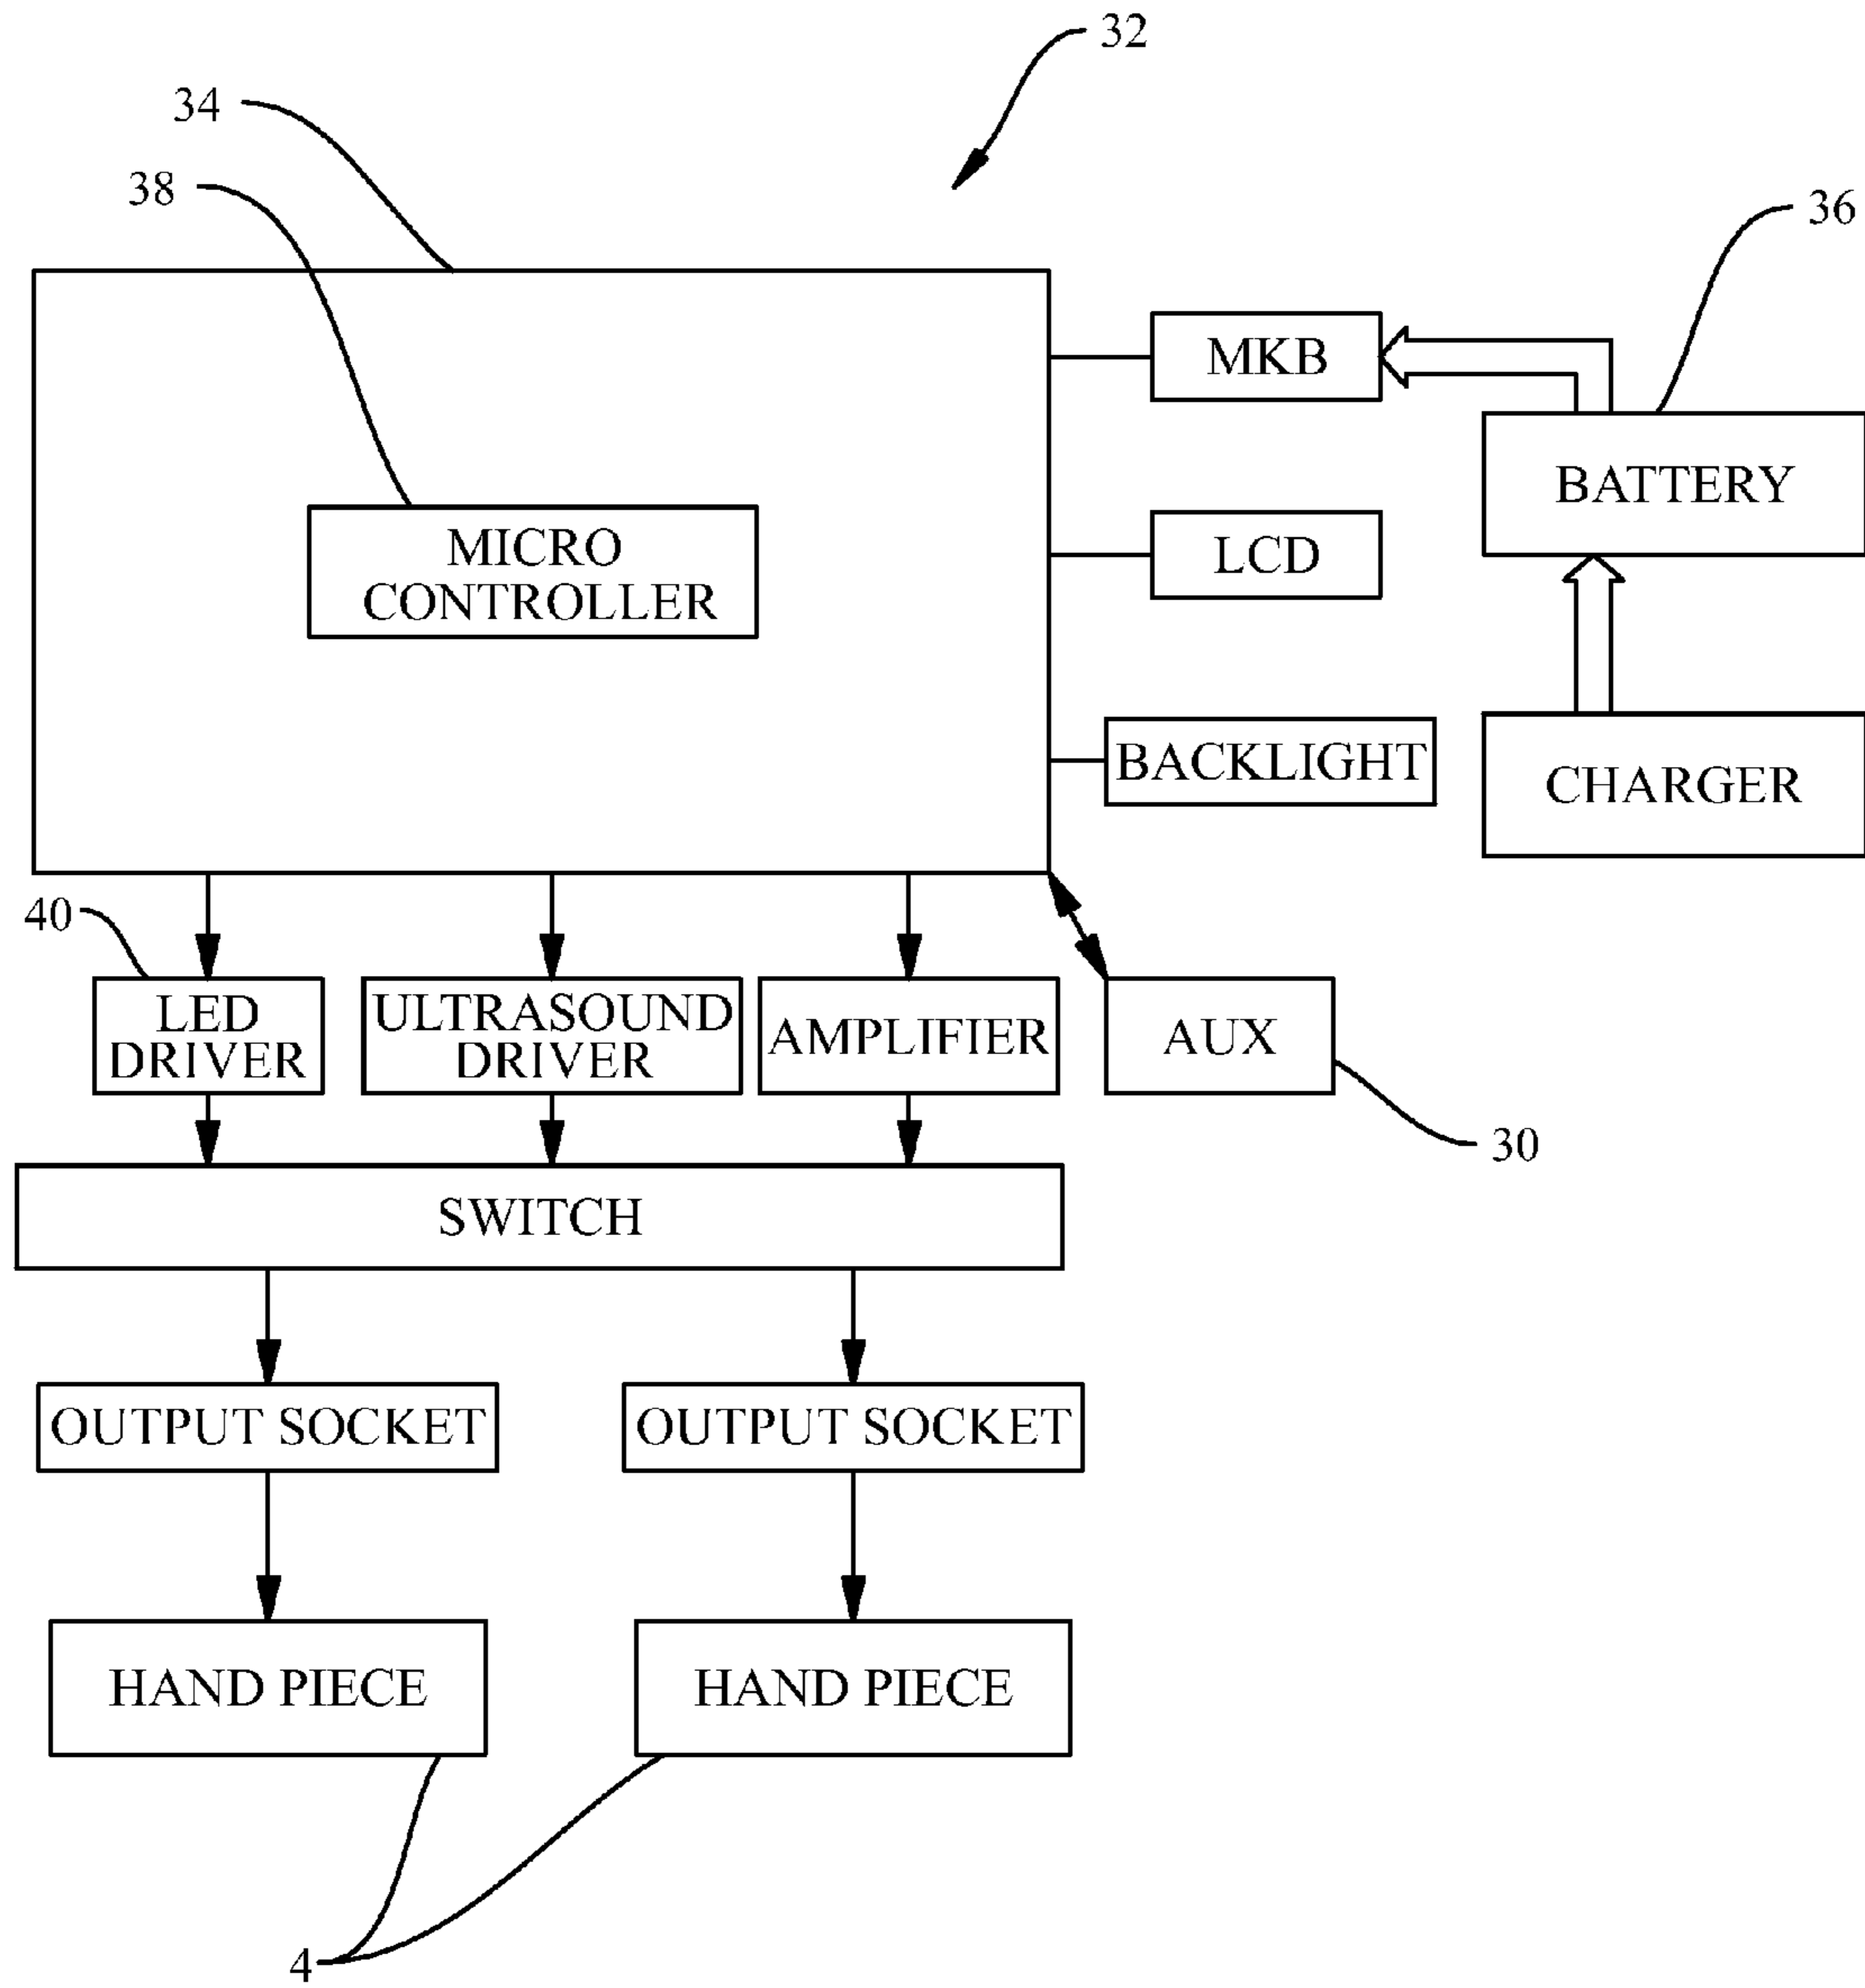 32
34
38
36
MKB
BATTERY
MICRO
CONTROLLER
LCD
BACKLIGHT
CHARGER
40
LED
DRIVER
ULTRASOUND
DRIVER
AMPLIFIER
AUX
30
SWITCH
OUTPUT SOCKET
OUTPUT SOCKET
HAND PIECE
HAND PIECE
4